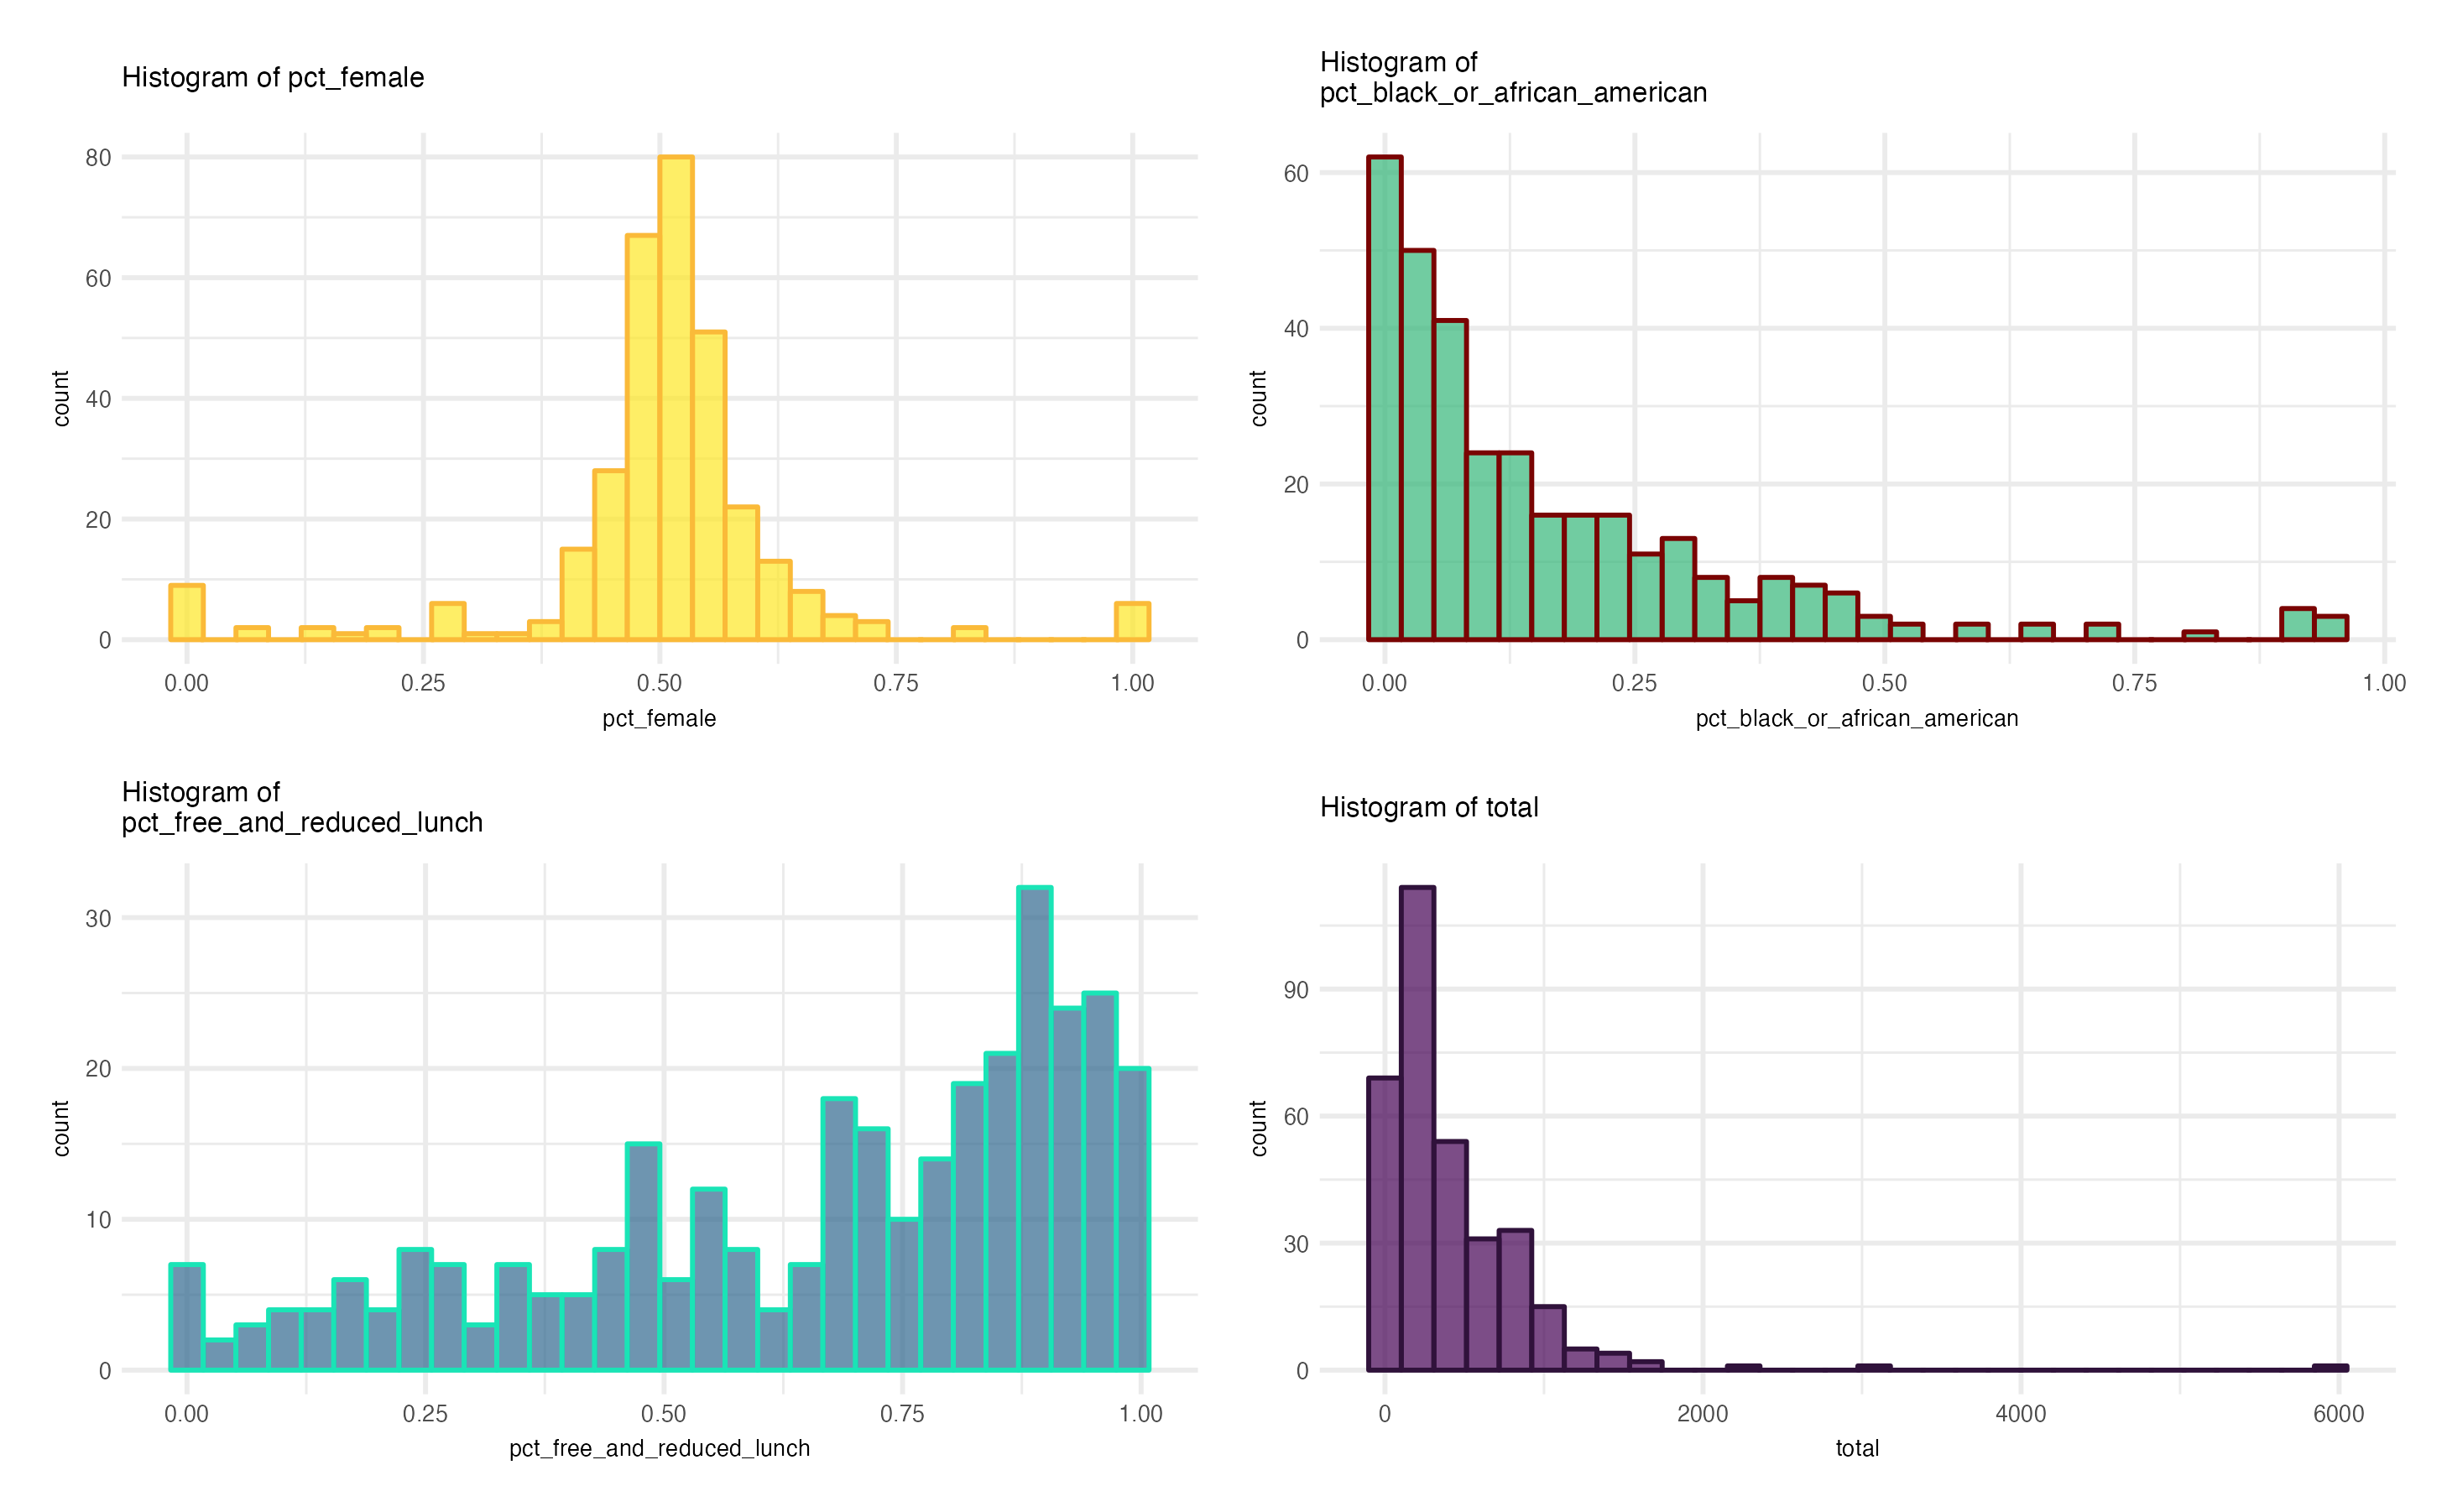 Histogram of pct_female
80
60
40
20
0
count
0.00 0.25 0.50 0.75 1.00
pct_female
Histogram of
pct_black_or_african_american
60
40
20
0
count
0.00 0.25 0.50 0.75 1.00
pct_black_or_african_american
Histogram of
pct_free_and_reduced_lunch
30
20
10
0
count
0.00 0.25 0.50 0.75 1.00
pct_free_and_reduced_lunch
Histogram of total
90
60
30
0
count
0 2000 4000 6000
total